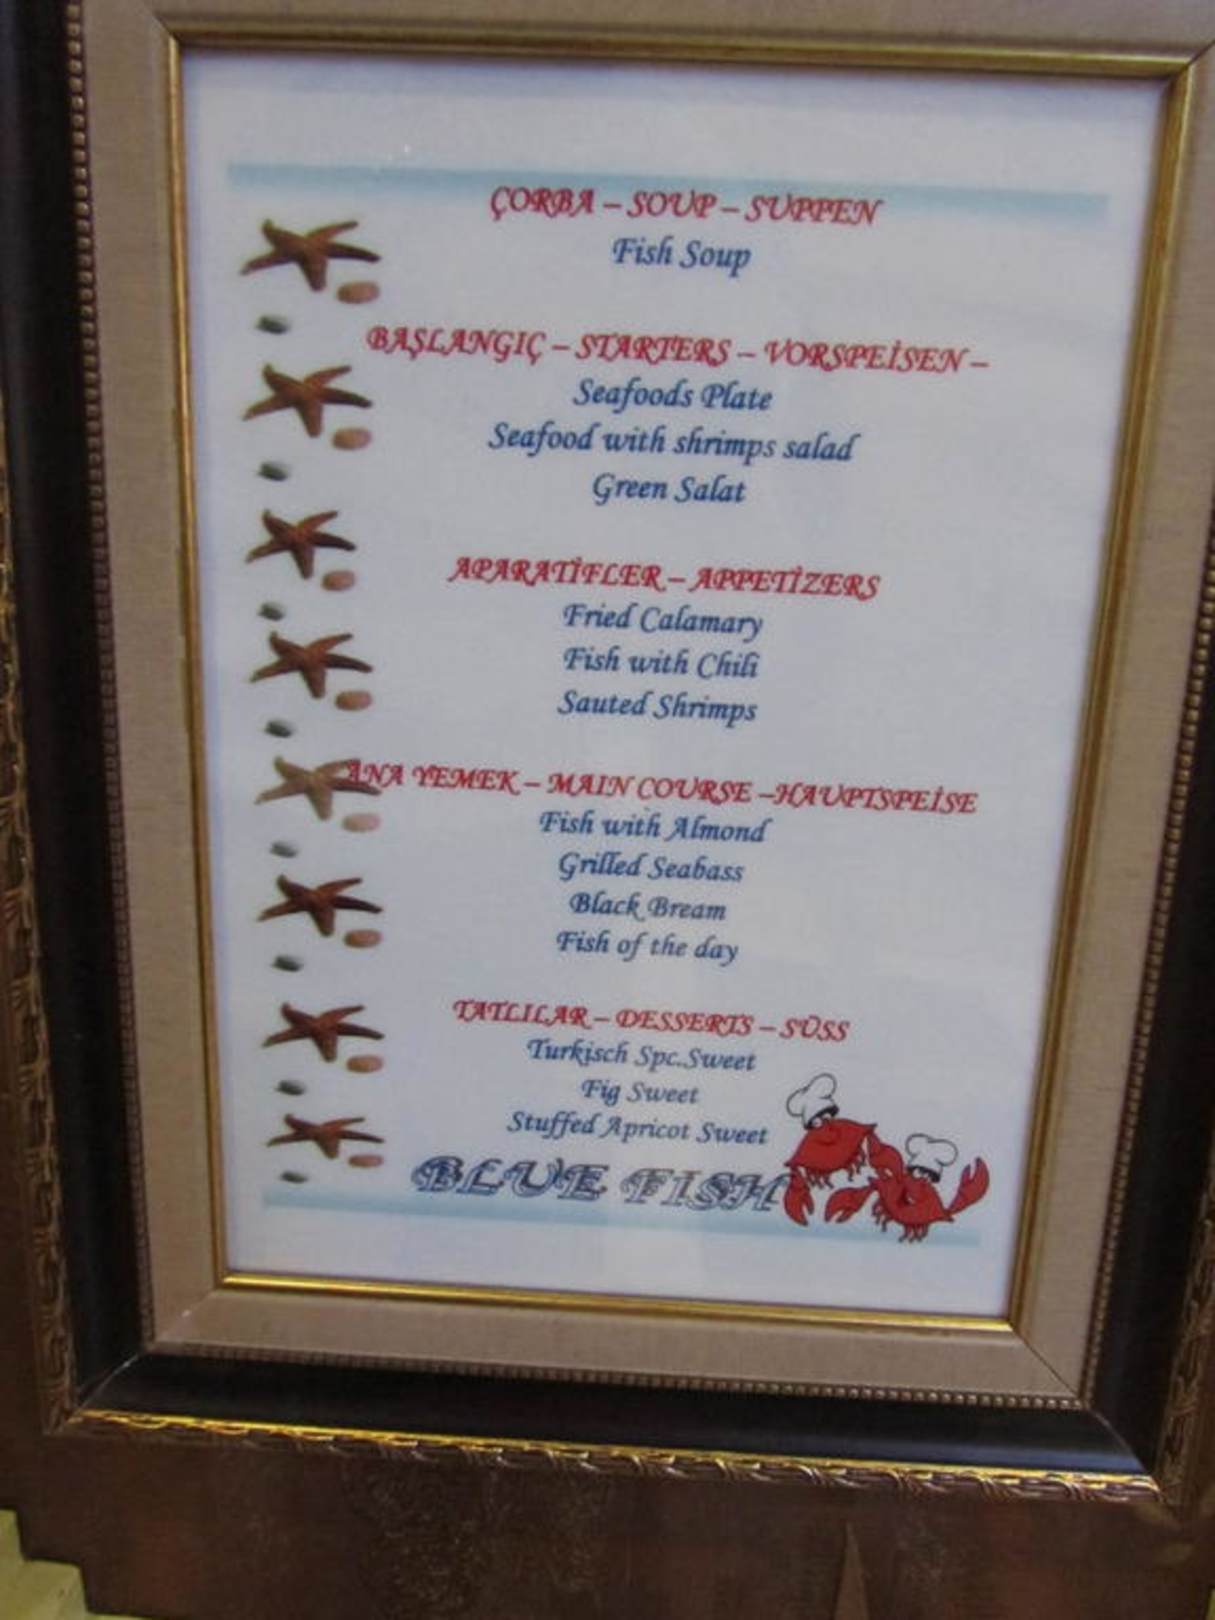 ÇORBA – SOUP – SUPPEN
Fish Soup
BAŞLANGIÇ – STARTERS – VORSPEİSEN –
Seafoods Plate
Seafood with shrimps salad
Green Salat
APARATİFLER – APPETİZERS
Fried Calamary
Fish with Chili
Sauted Shrimps
ANA YEMEK – MAIN COURSE –HAUPTSPEİSE
Fish with Almond
Grilled Seabass
Black Bream
Fish of the day
TATLILAR – DESSERTS – SÜSS
Turkisch Spc.Sweet
Fig Sweet
Stuffed Apricot Sweet
BLUE FISH